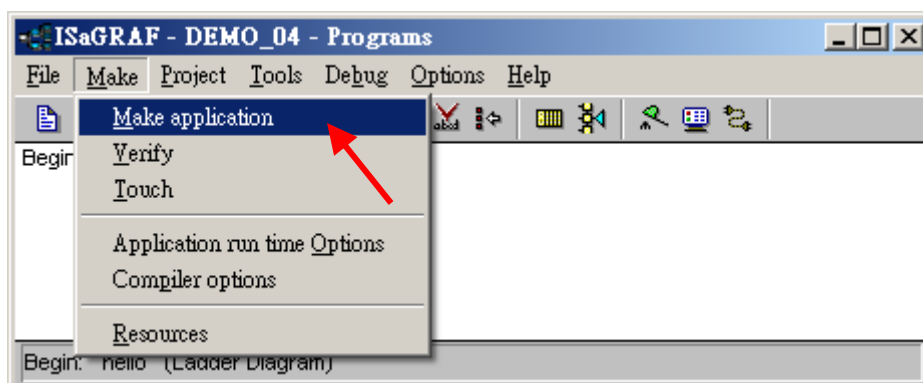 ISaGRAF - DEMO_04 - Programs
File Make Project Tools Debug Options Help
Make application
Verify
Touch
Application run time Options
Compiler options
Resources
Begin: hello (Ladder Diagram)